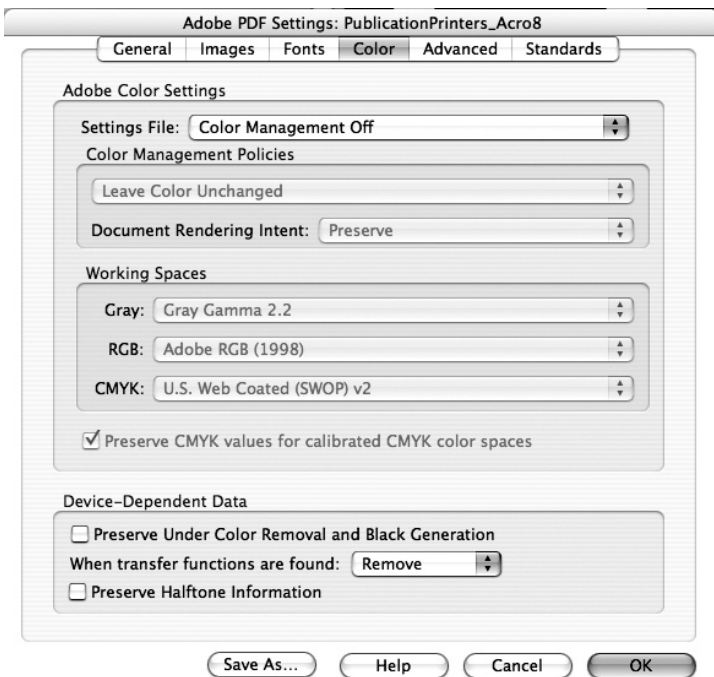 Adobe PDF Settings: PublicationPrinters_Acro8
General Images Fonts Color Advanced Standards
Adobe Color Settings
Settings File: Color Management Off
Color Management Policies
Leave Color Unchanged
Document Rendering Intent: Preserve
Working Spaces
Gray: Gray Gamma 2.2
RGB: Adobe RGB (1998)
CMYK: U.S. Web Coated (SWOP) v2
Preserve CMYK values for calibrated CMYK color spaces
Device-Dependent Data
Preserve Under Color Removal and Black Generation
When transfer functions are found: Remove
Preserve Halftone Information
Save As... Help Cancel OK